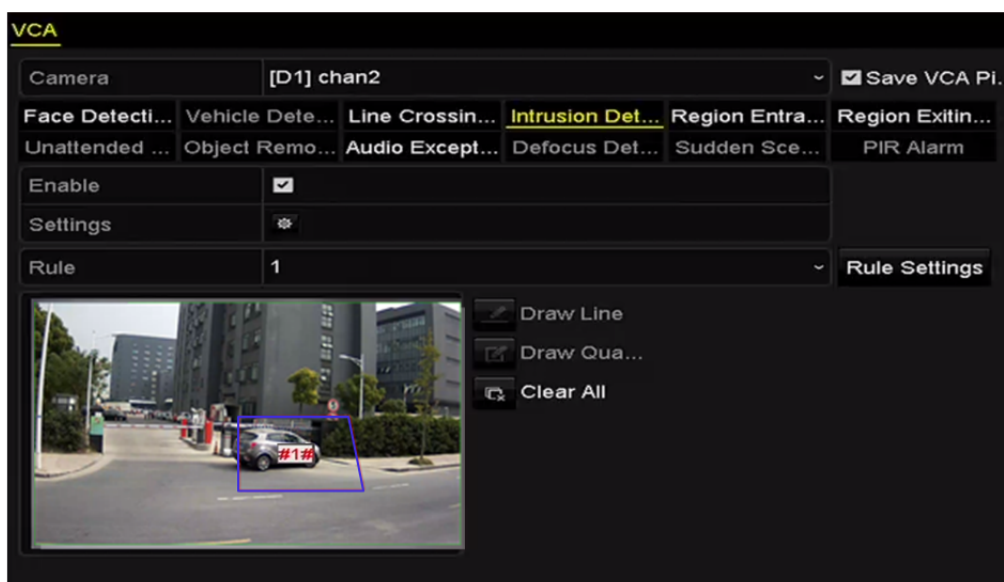 VCA
Camera [D1] chan2 Save VCA Pi.
Face Detecti... Vehicle Dete... Line Crossin... Intrusion Det... Region Entra... Region Exitin...
Unattended ... Object Remo... Audio Except... Defocus Det... Sudden Sce... PIR Alarm
Enable
Settings
Rule 1 Rule Settings
Draw Line
Draw Qua...
Clear All
#1#